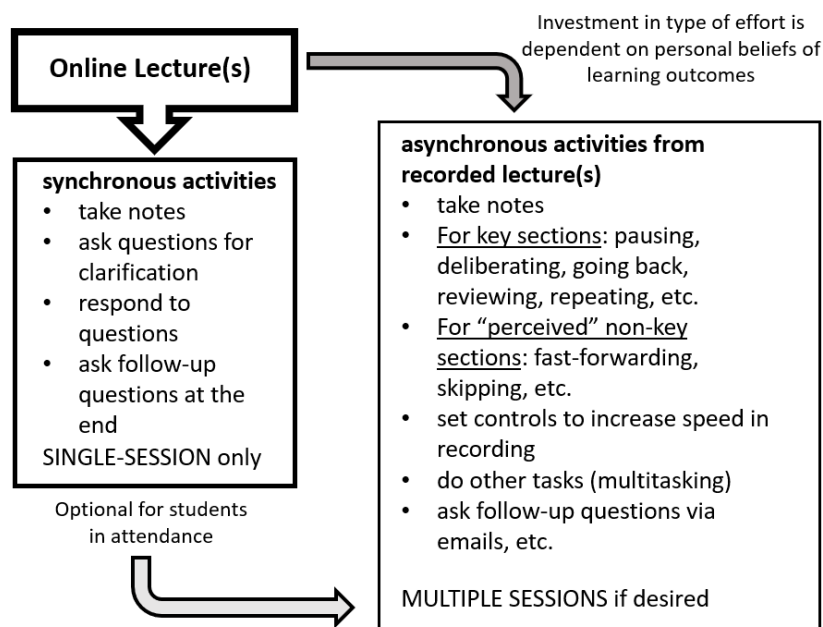 Online Lecture(s)
Investment in type of effort is
dependent on personal beliefs of
learning outcomes
synchronous activities
• take notes
• ask questions for
clarification
• respond to
questions
• ask follow-up
questions at the
end
SINGLE-SESSION only
Optional for students
in attendance
asynchronous activities from
recorded lecture(s)
• take notes
• For key sections: pausing,
deliberating, going back,
reviewing, repeating, etc.
• For “perceived” non-key
sections: fast-forwarding,
skipping, etc.
• set controls to increase speed in
recording
• do other tasks (multitasking)
• ask follow-up questions via
emails, etc.
MULTIPLE SESSIONS if desired